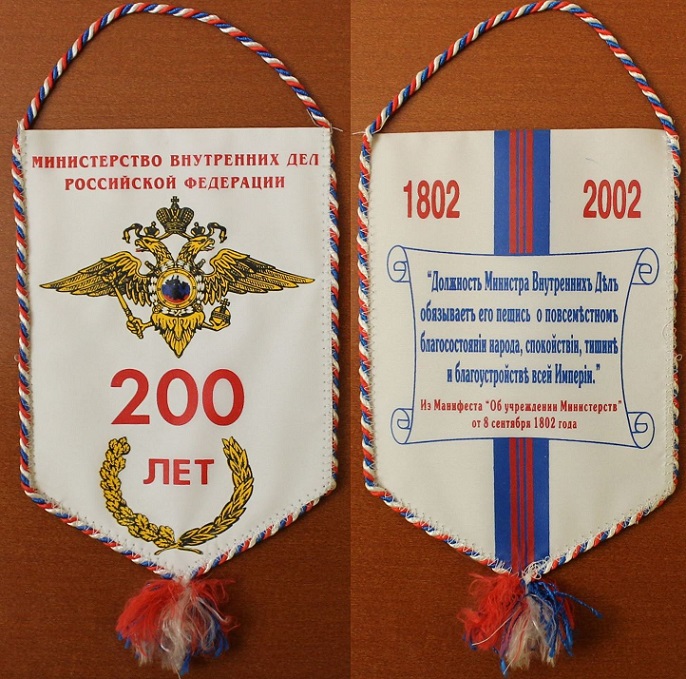 МИНИСТЕРСТВО ВНУТРЕННИХ ДЕЛ
РОССИЙСКОЙ ФЕДЕРАЦИИ
200
ЛЕТ
1802 2002
"Должность Министра Внутреннихъ Дѣлъ
обязываетъ его пещись о повсемѣстномъ
благосостоянiи народа, спокойствiи, тишинѣ
и благоустройствѣ всей Имперiи."
Из Манифеста "Об учреждении Министерств"
от 8 сентября 1802 года